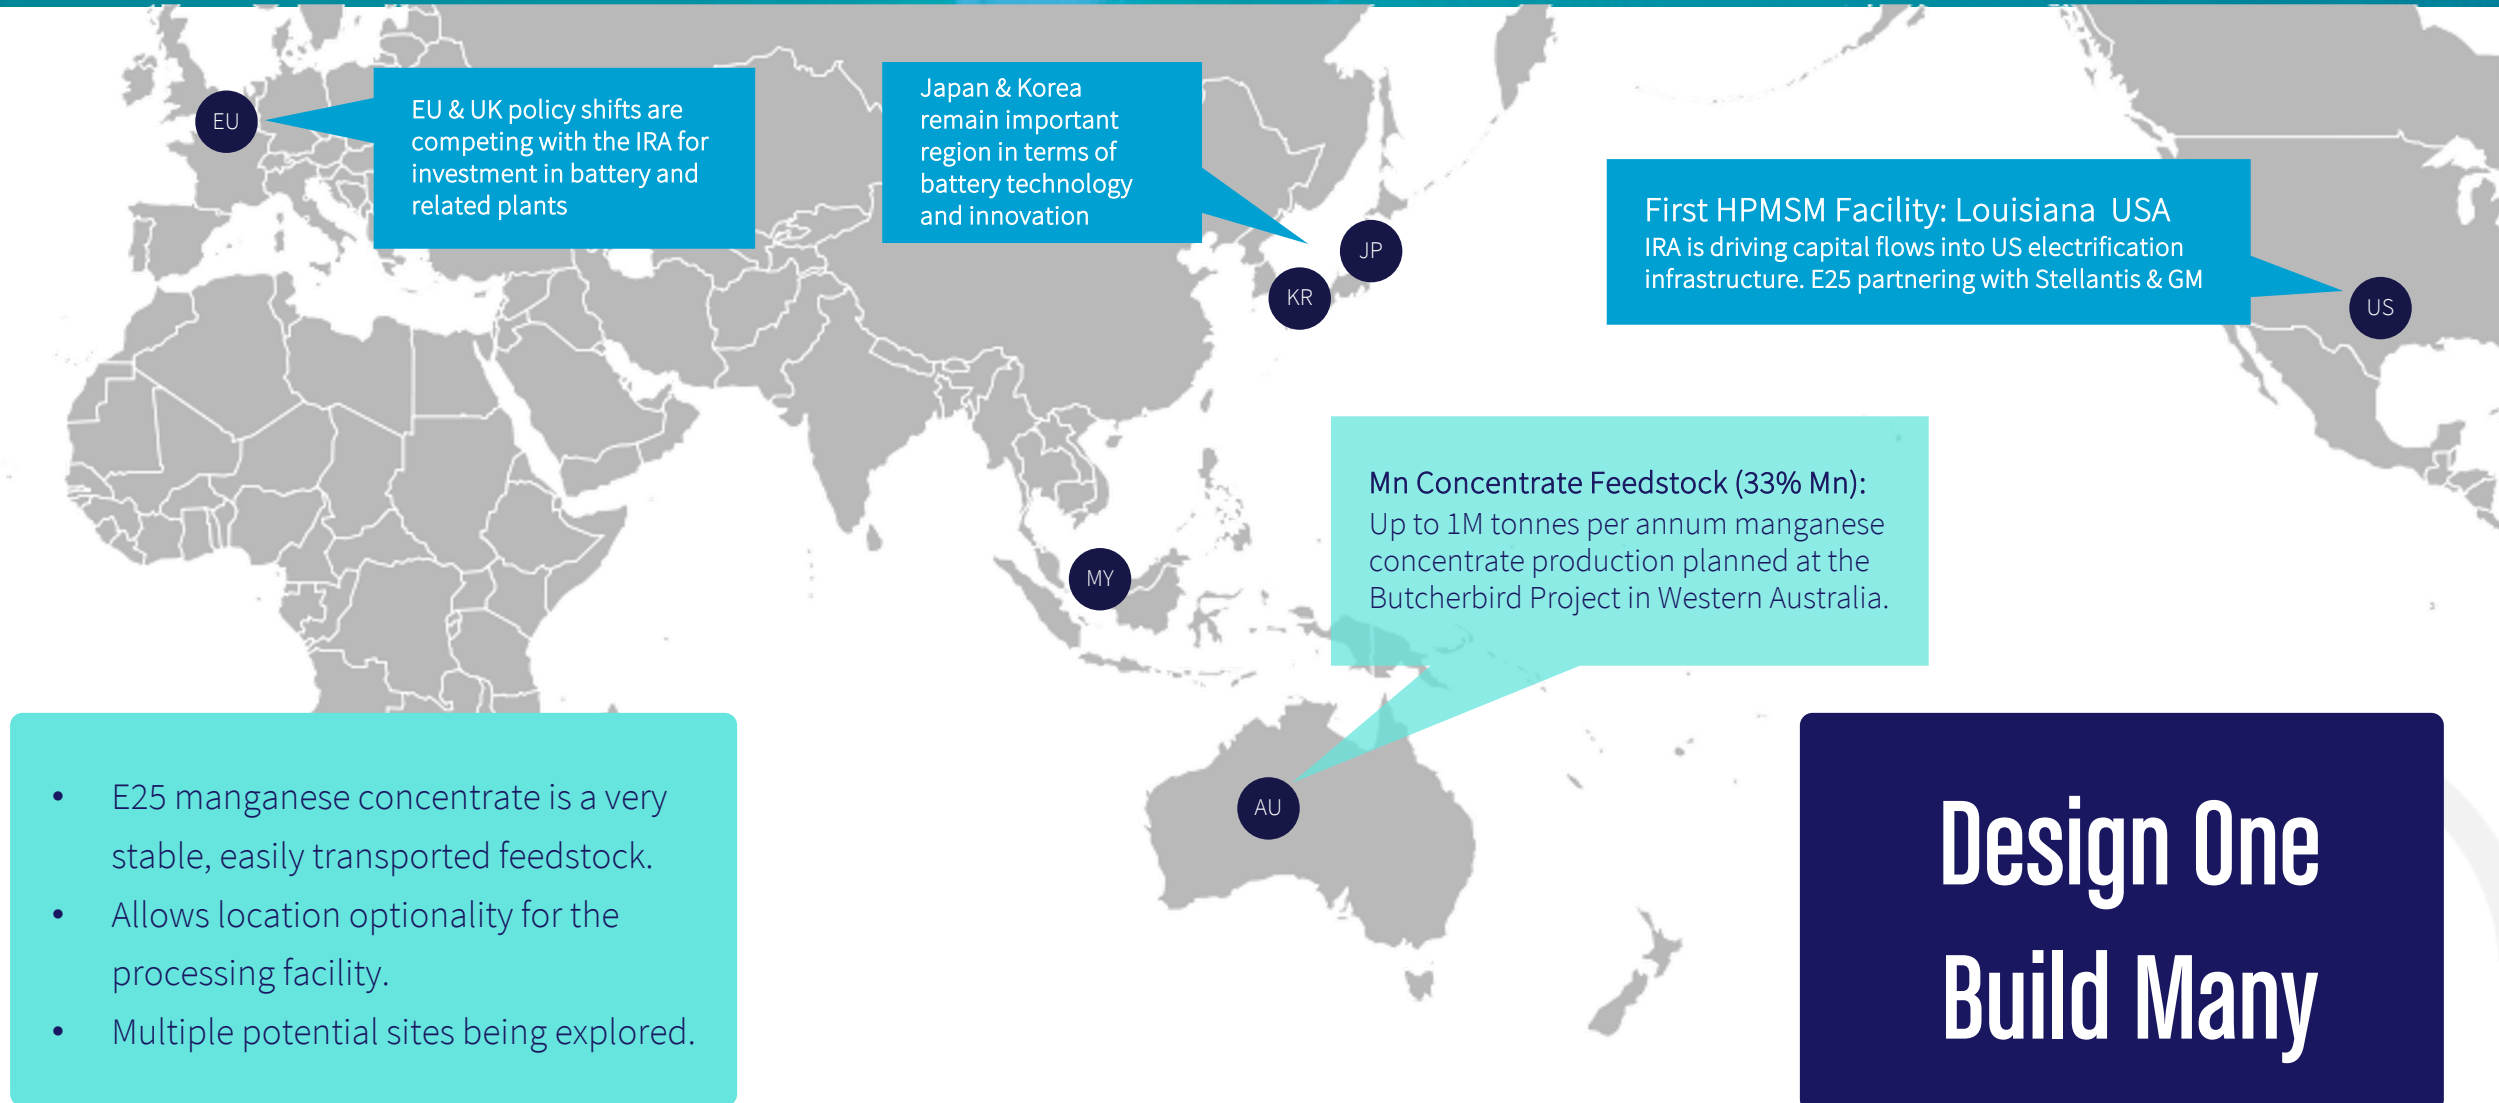 EU
EU & UK policy shifts are
competing with the IRA for
investment in battery and
related plants
Japan & Korea
remain important
region in terms of
battery technology
and innovation
JP
KR
First HPMSM Facility: Louisiana  USA
IRA is driving capital flows into US electrification
infrastructure. E25 partnering with Stellantis & GM
US
Mn Concentrate Feedstock (33% Mn):
Up to 1M tonnes per annum manganese
concentrate production planned at the
Butcherbird Project in Western Australia.
MY
AU
• E25 manganese concentrate is a very
stable, easily transported feedstock.
• Allows location optionality for the
processing facility.
• Multiple potential sites being explored.
Design One
Build Many